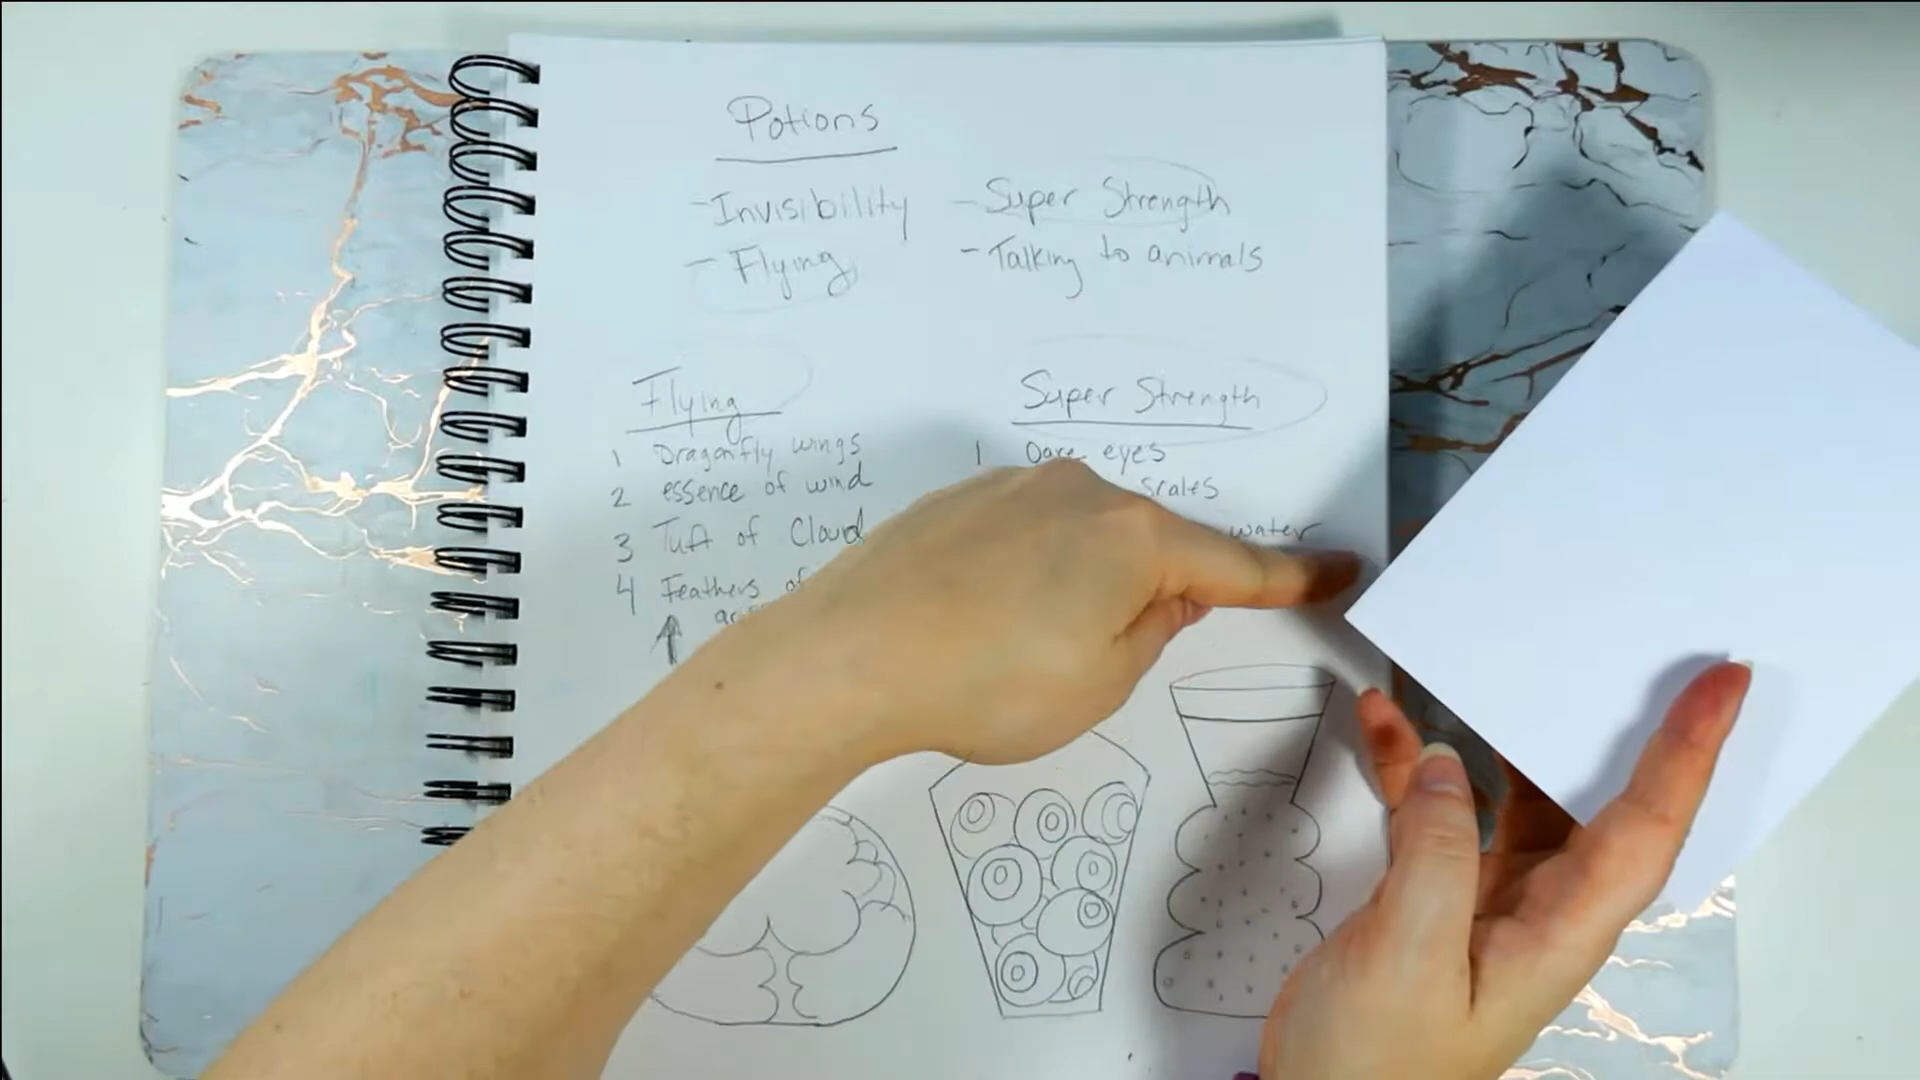 Potions
- Invisibility - Super Strength
- Flying - Talking to animals
Flying
1 Dragonfly wings
2 essence of wind
3 Tuft of Cloud
4 Feathers of
Super Strength
1 eyes
scales
water